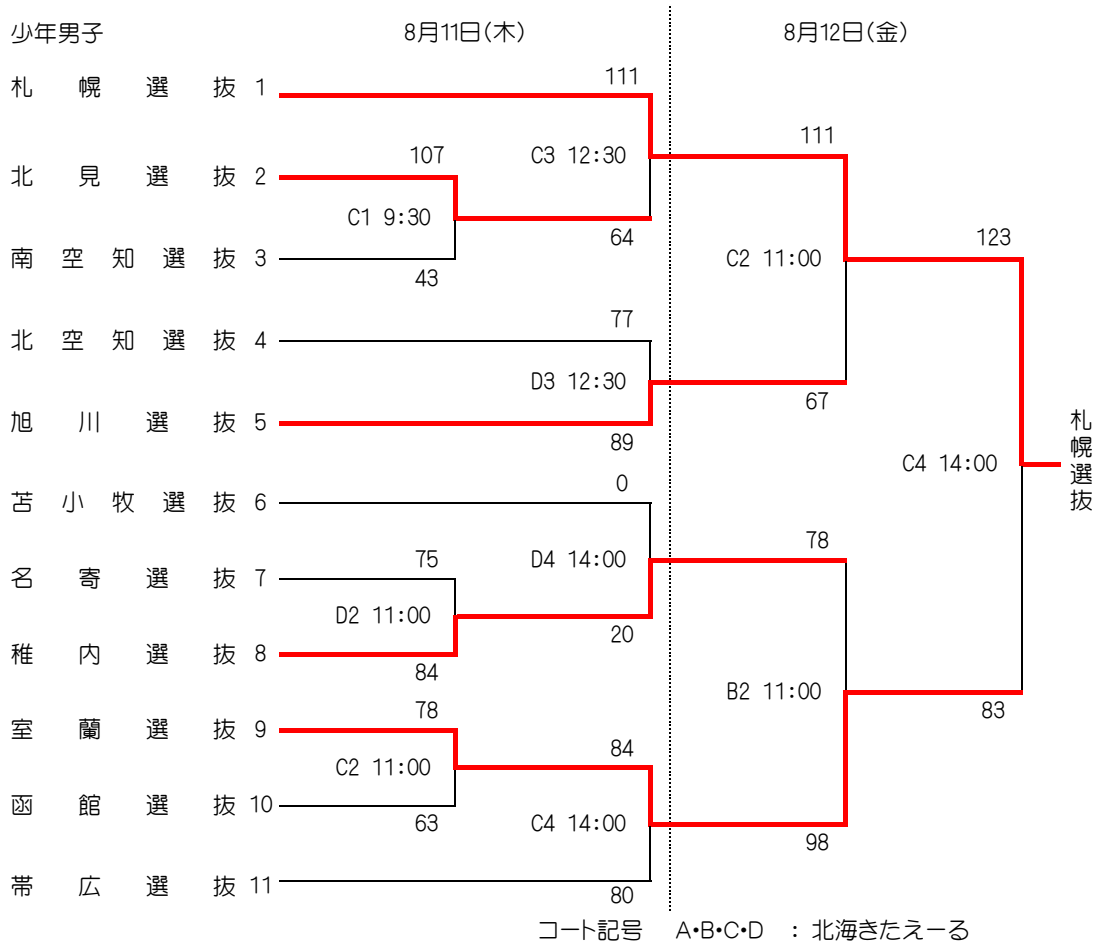 少年男子 8月11日(木) 8月12日(金)
111
札幌選抜 1
111
107 C3 12:30
北見選抜 2
C1 9:30
64 123
南空知選抜 3 C2 11:00
43
77
北空知選抜 4
D3 12:30
67
旭川選抜 5
89
C4 14:00
札幌選抜
0
苫小牧選抜 6
78
75 D4 14:00
名寄選抜 7
D2 11:00
20
稚内選抜 8
84
B2 11:00
78 83
室蘭選抜 9
84
C2 11:00
函館選抜 10
63 C4 14:00
98
帯広選抜 11
80
コート記号 A・B・C・D : 北海きたえーる